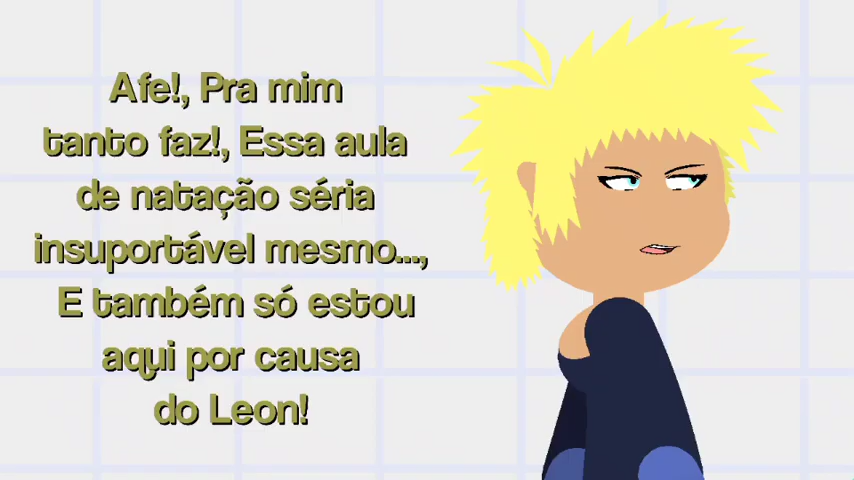 Afe!, Pra mim
tanto faz!, Essa aula
de natação séria
insuportável mesmo...,
E também só estou
aqui por causa
do Leon!